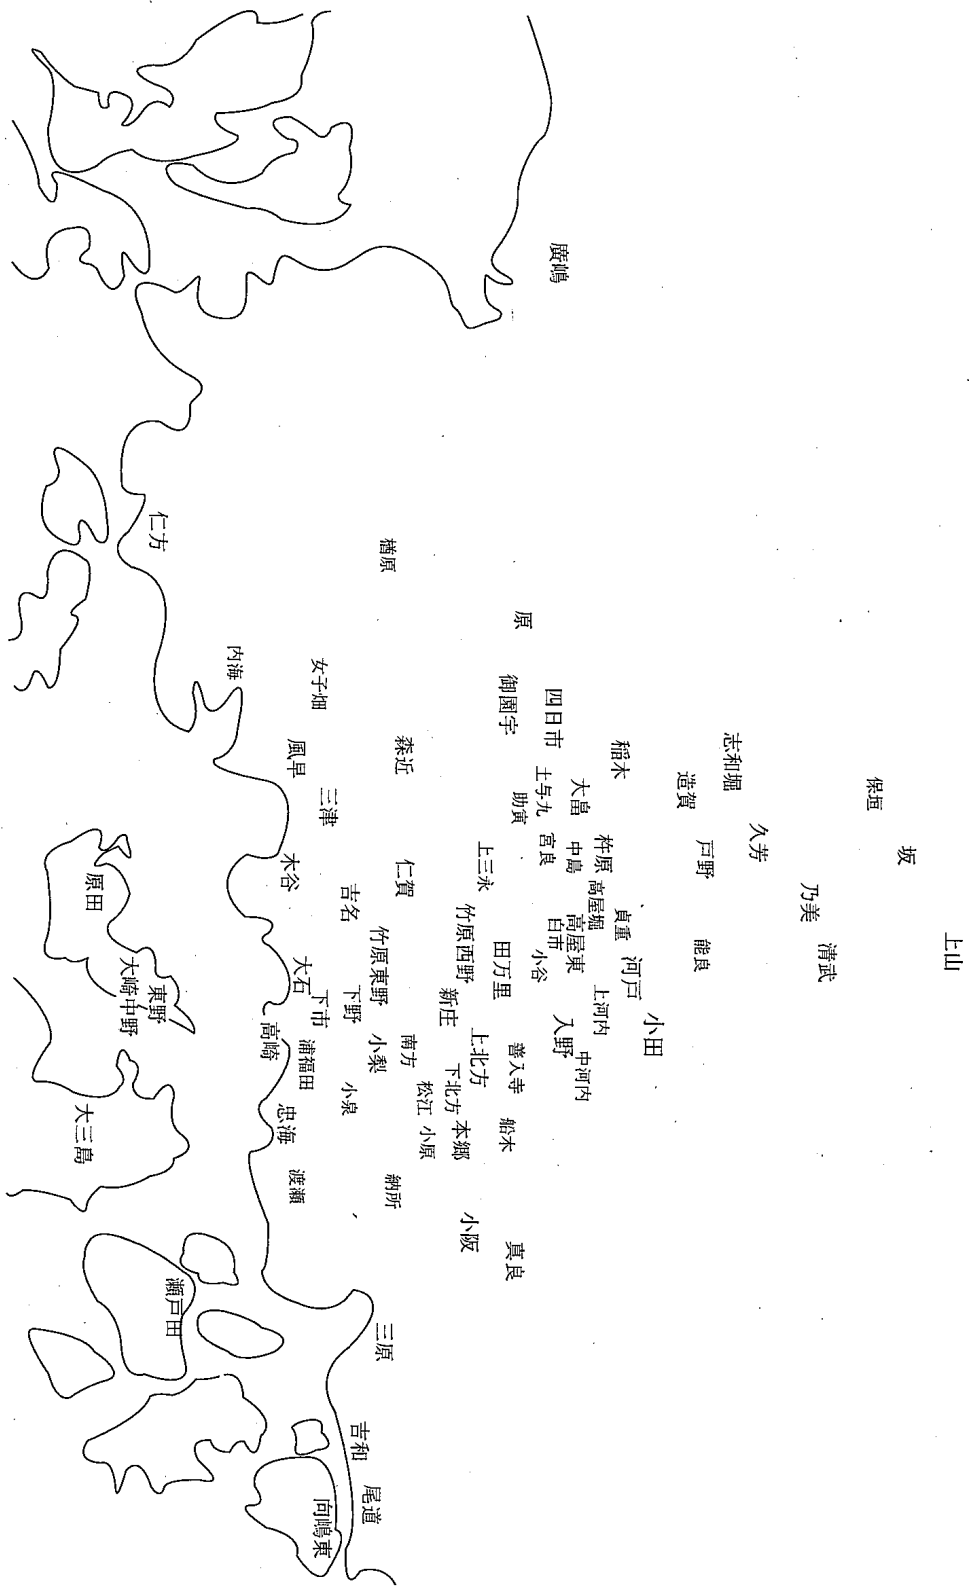 廣嶋
仁方
楢原
原
内海
女子畑
御薗宇
四日市
風早
森近
稲木
志和堀
三津
助寅
土与九
大畠
造賀
保垣
木谷
仁賀
上三永
宮良
中島
杵原
戸野
久芳
坂
原田
吉名
竹原西野
高屋堀
貞重
乃美
竹原東野
田万里
白市
高屋東
小谷
能良
清武
上山
大崎中野
東野
大石
下市
下野
新庄
河戸
上河内
高崎
浦福田
小梨
南方
上北方
善入寺
入野
中河内
小田
大三島
忠海
小泉
松江
小原
下北方
本郷
船木
渡瀬
納所
小阪
真良
瀬戸田
三原
吉和
尾道
向嶋東